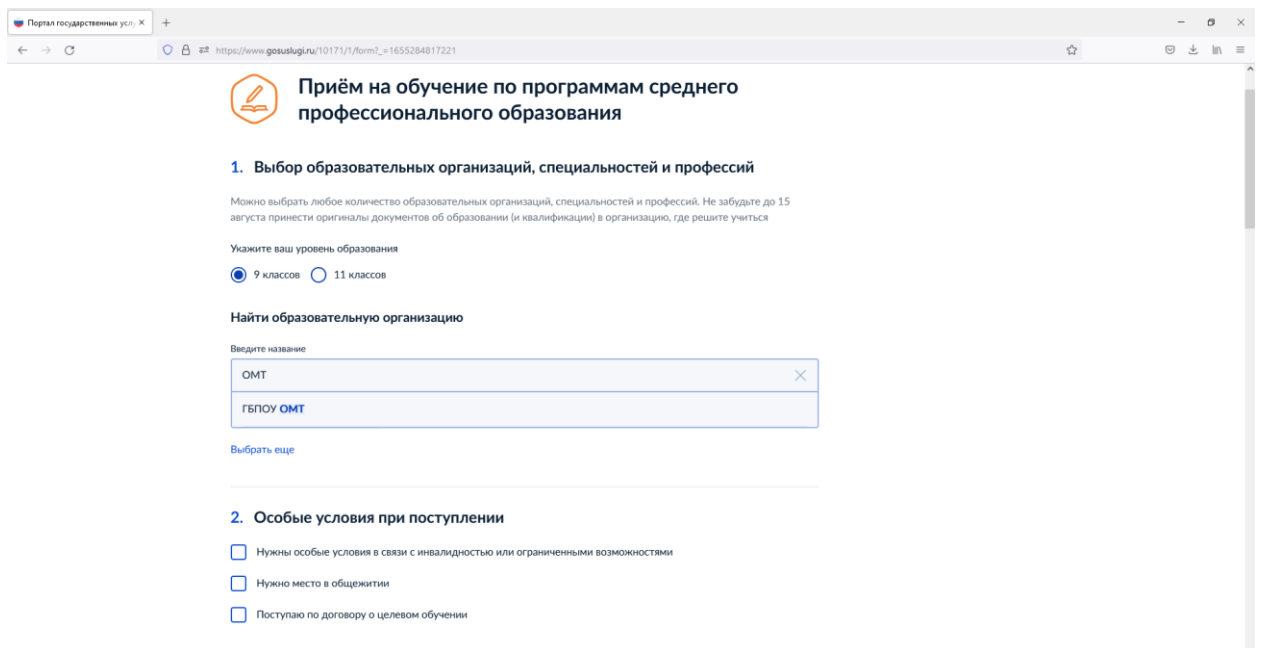 Портал государственных услу
https://www.gosuslugi.ru/10171/1/form?_=1655284817221
Приём на обучение по программам среднего
профессионального образования
1. Выбор образовательных организаций, специальностей и профессий
Можно выбрать любое количество образовательных организаций, специальностей и профессий. Не забудьте до 15
августа принести оригиналы документов об образовании (и квалификации) в организацию, где решите учиться
Укажите ваш уровень образования
9 классов 11 классов
Найти образовательную организацию
Введите название
ОМТ
ГБПОУ ОМТ
Выбрать еще
2. Особые условия при поступлении
Нужны особые условия в связи с инвалидностью или ограниченными возможностями
Нужно место в общежитии
Поступаю по договору о целевом обучении